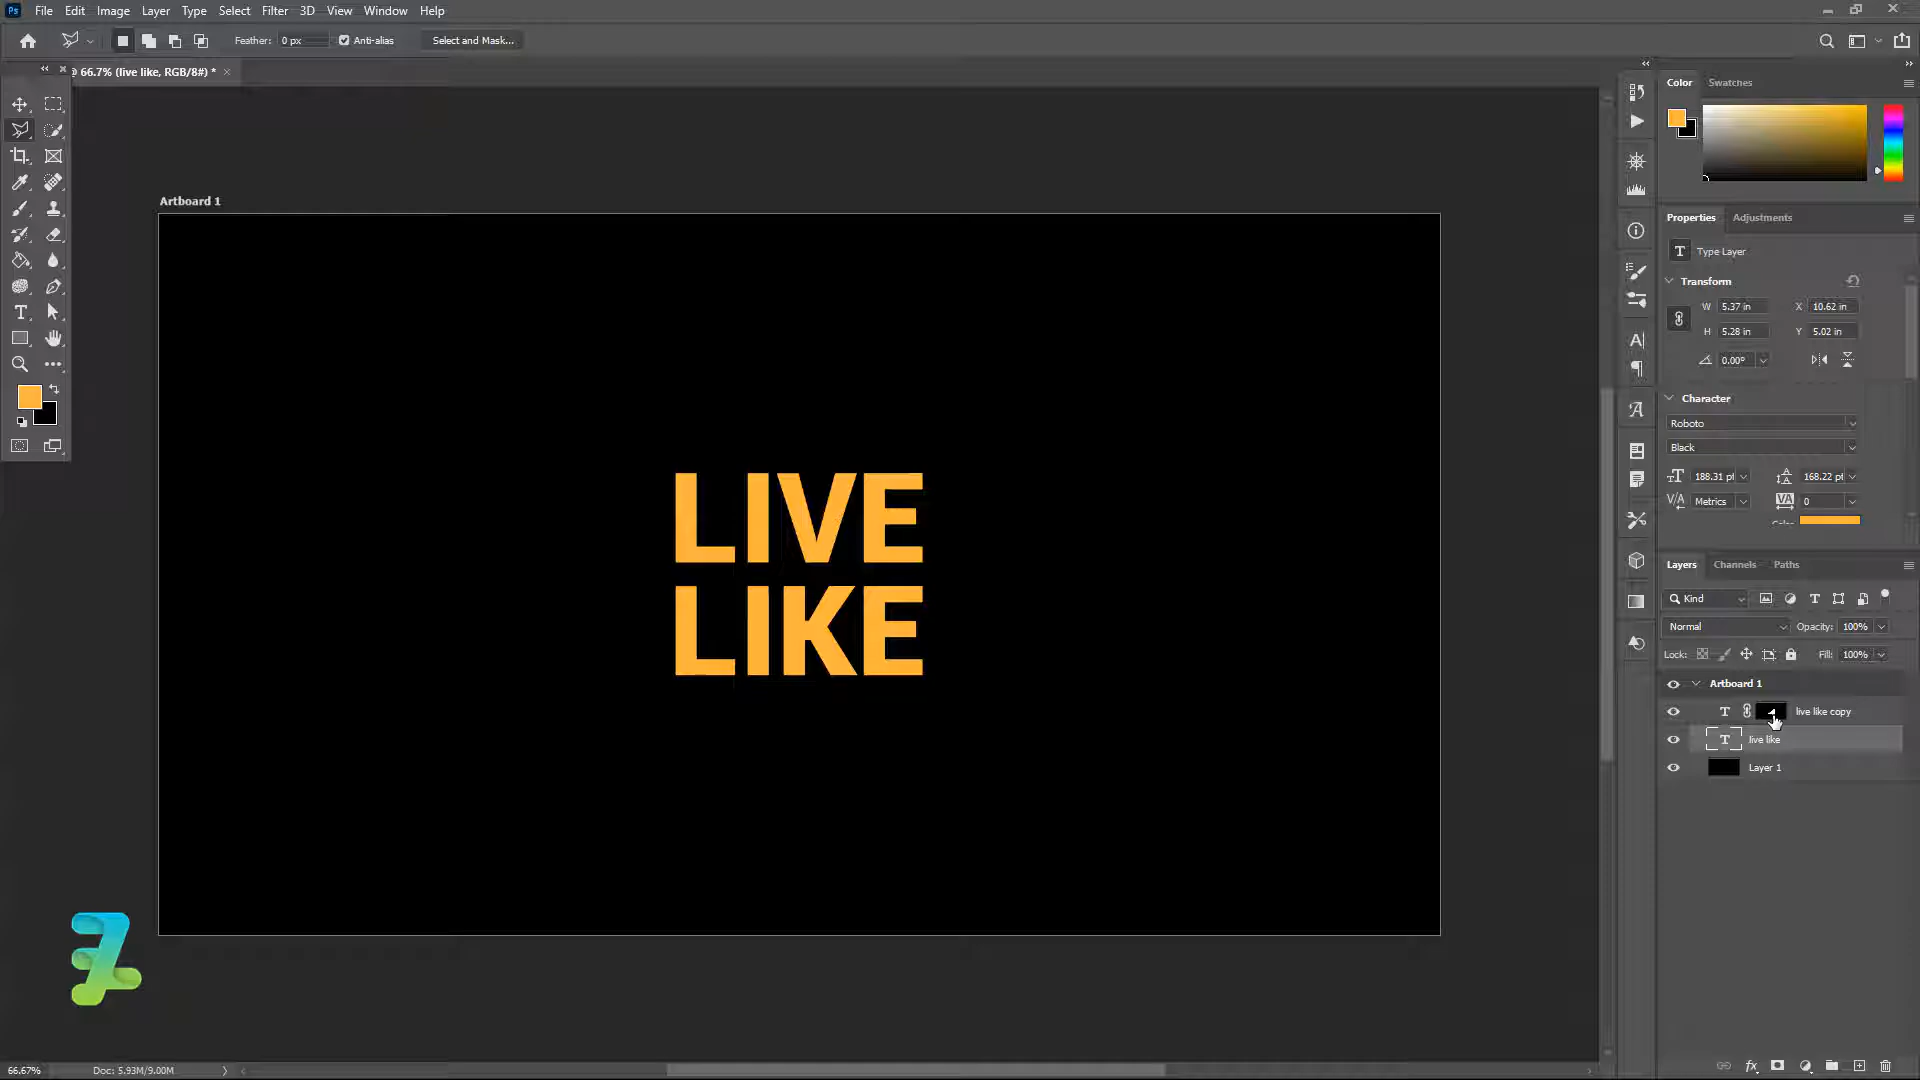 Ps File Edit Image Layer Type Select Filter 3D View Window Help
Feather: 0 px Anti-alias Select and Mask...
@ 66.7% (live like, RGB/8#) * ×
Color Swatches
Artboard 1
Properties Adjustments
T Type Layer
Transform
W 5.37 in X 10.62 in
H 5.28 in Y 5.02 in
0.00°
Character
Roboto
Black
188.31 pt 168.22 pt
Metrics 0
Color
LIVE
LIKE
Layers Channels Paths
Kind
Normal Opacity: 100%
Lock: Fill: 100%
Artboard 1
T live like copy
T live like
Layer 1
66.67% Doc: 5.93M/9.00M